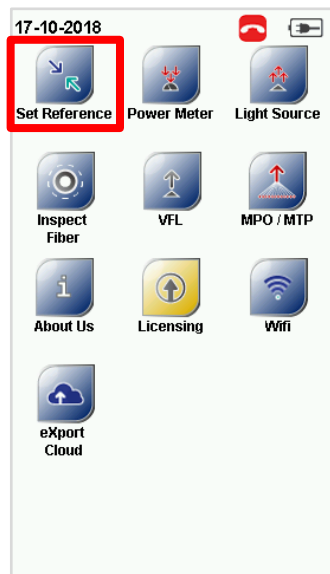 17-10-2018
Set Reference Power Meter Light Source
Inspect
Fiber
VFL
MPO / MTP
About Us Licensing Wifi
eXport
Cloud